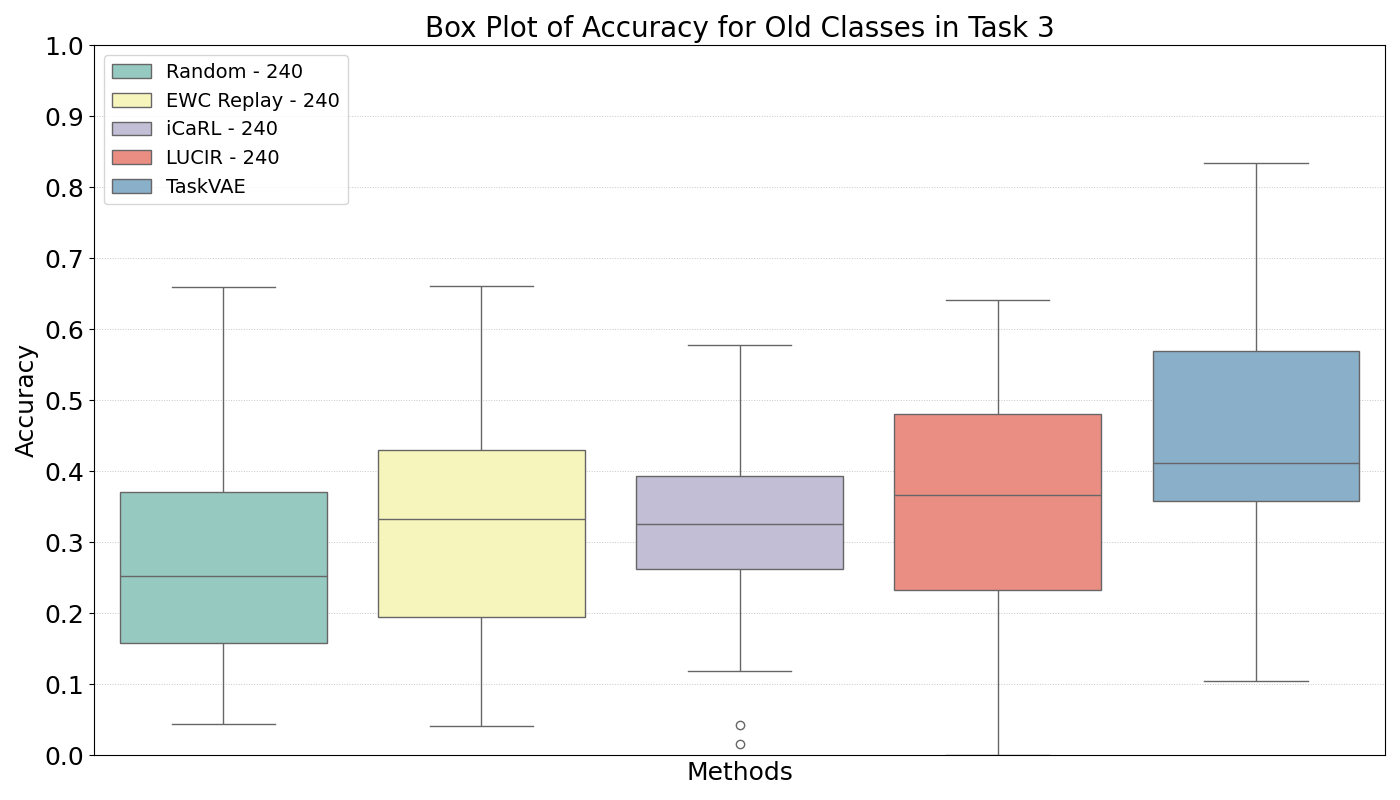 Box Plot of Accuracy for Old Classes in Task 3
1.0
0.9
0.8
0.7
0.6
0.5
0.4
0.3
0.2
0.1
0.0
Accuracy
Random - 240
EWC Replay - 240
iCaRL - 240
LUCIR - 240
TaskVAE
Methods